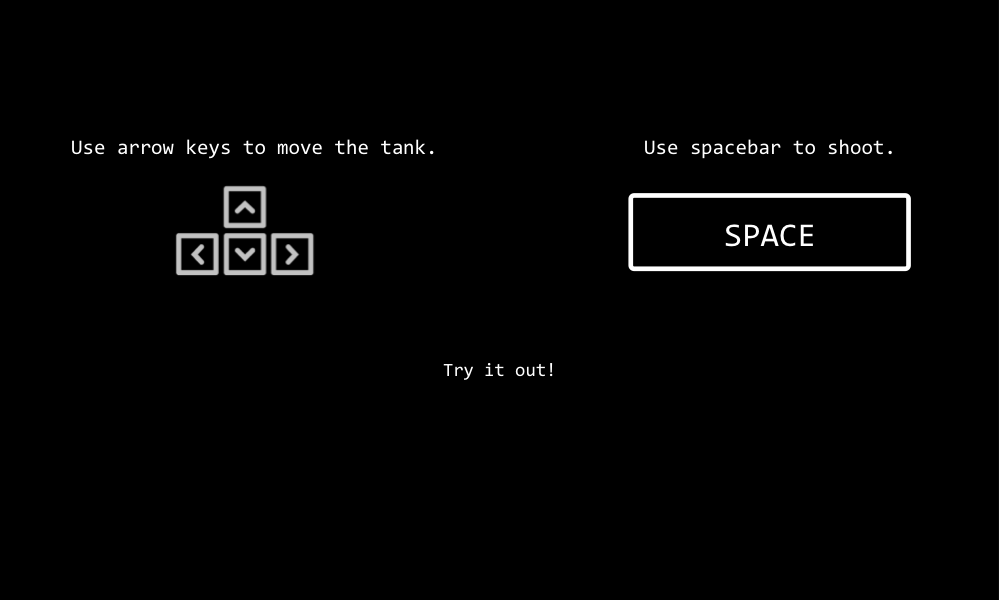 Use arrow keys to move the tank.
Use spacebar to shoot.
SPACE
Try it out!